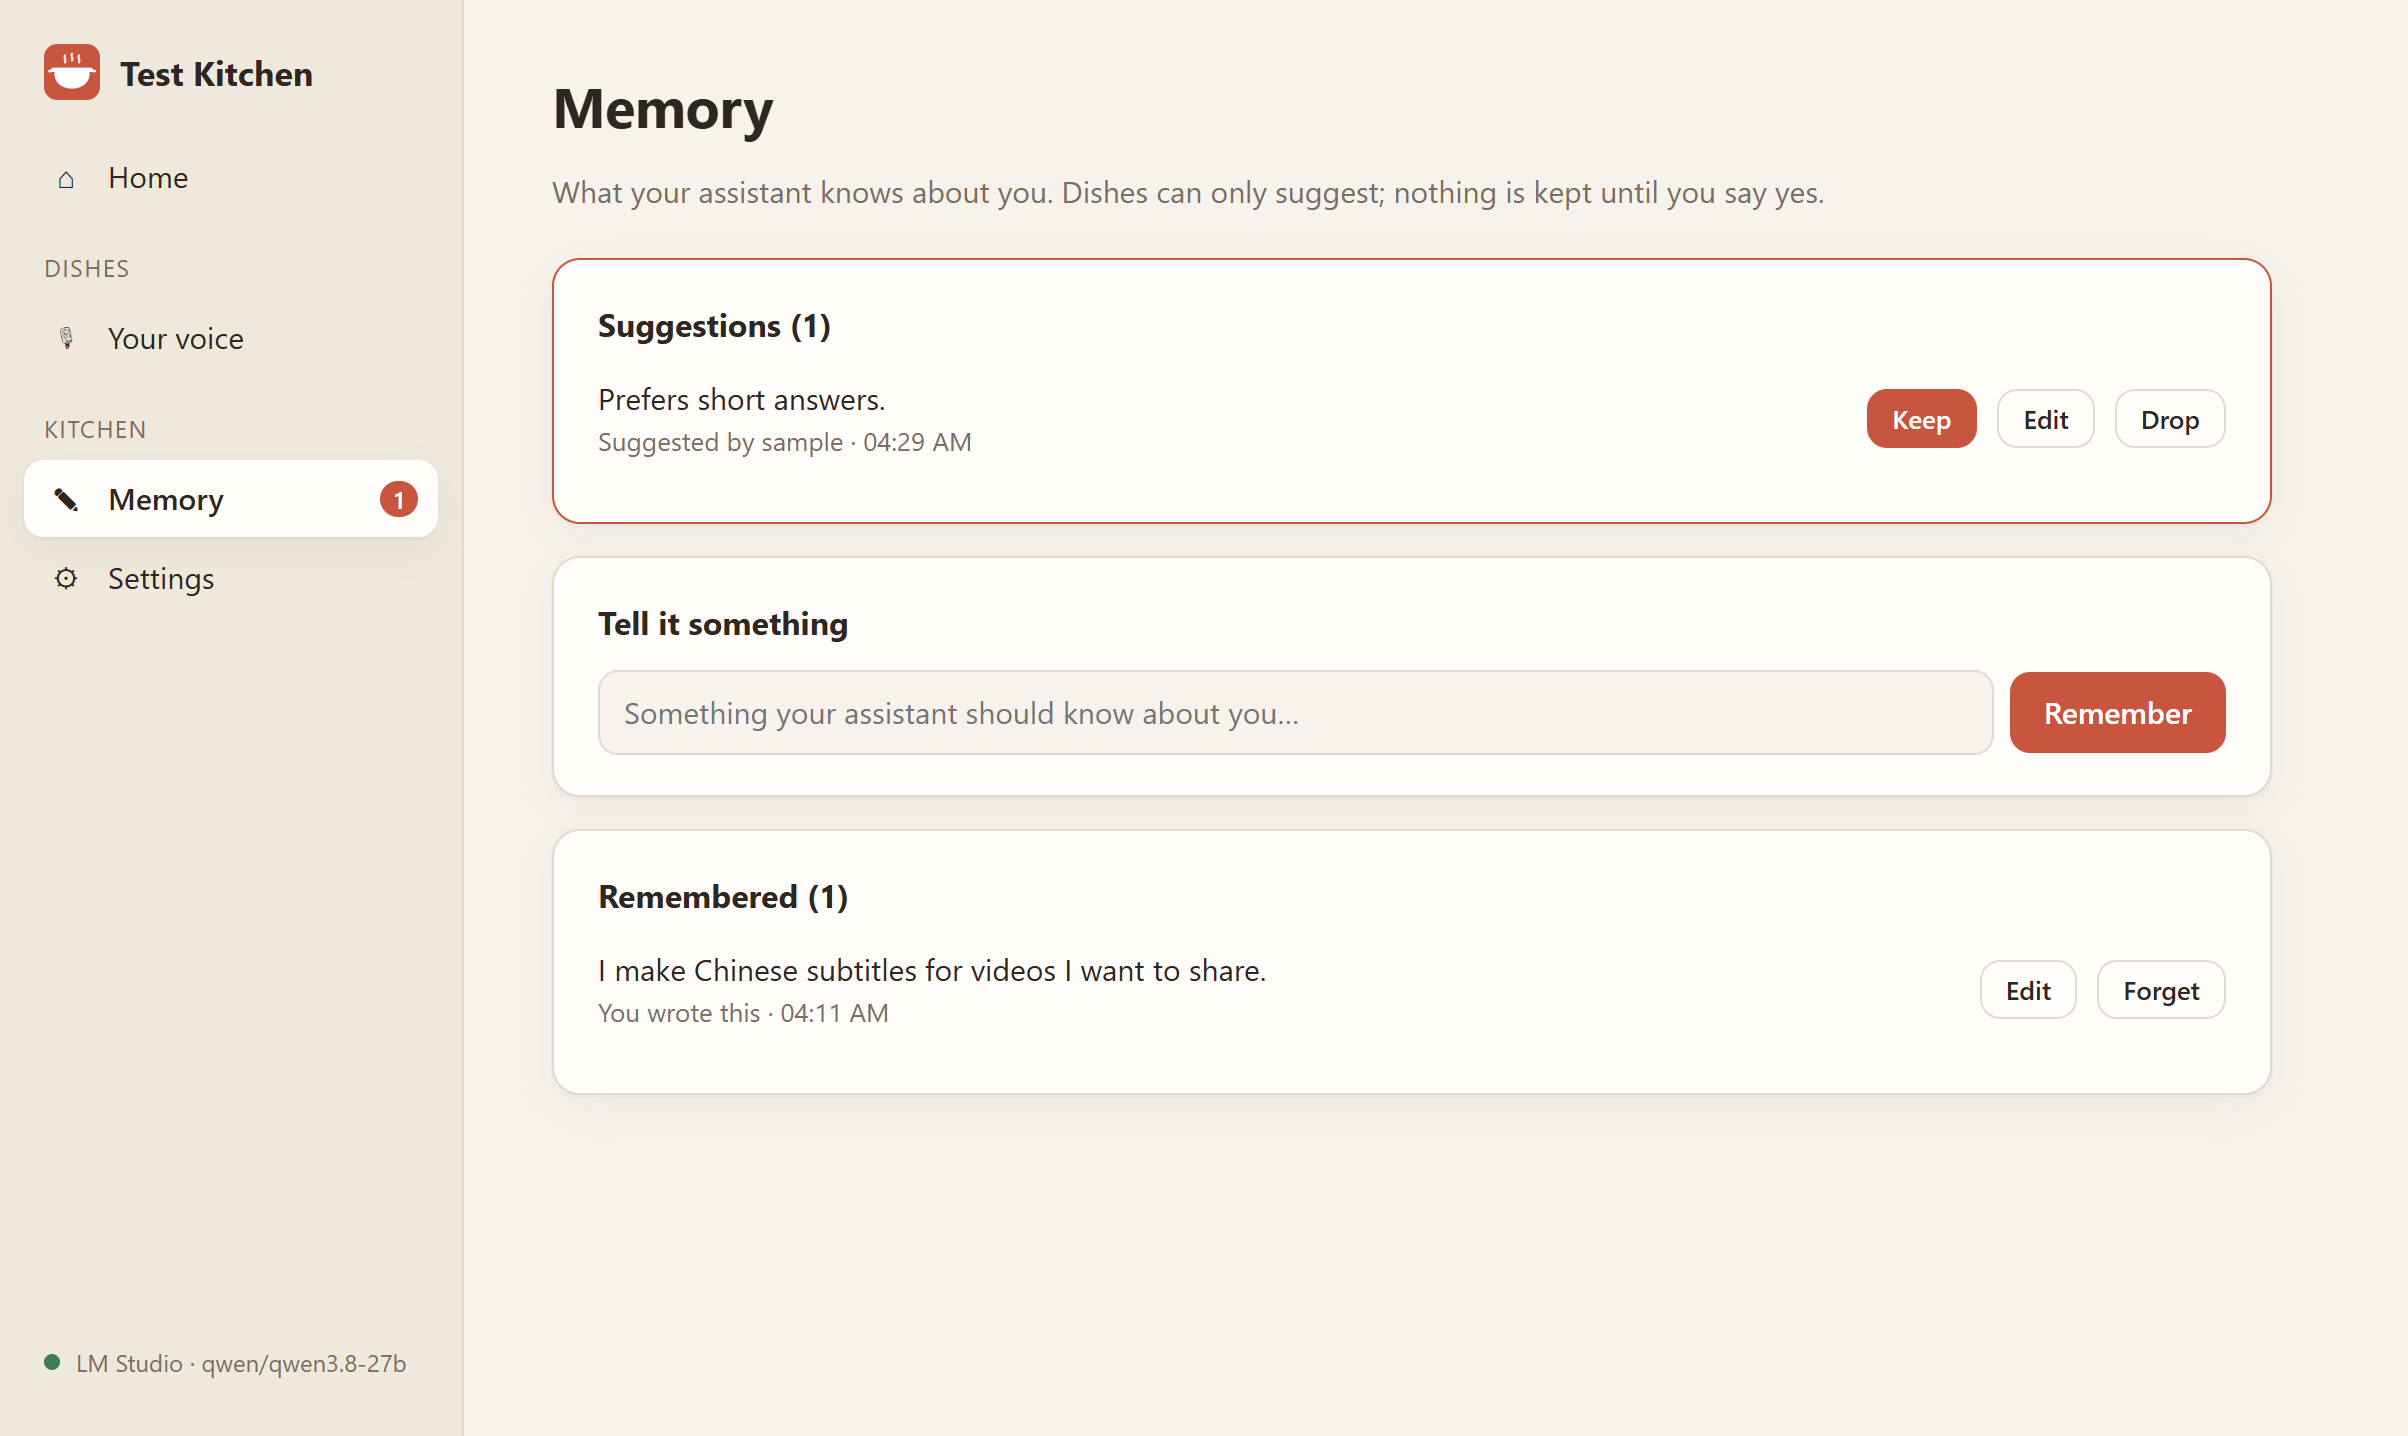 Test Kitchen
Home
DISHES
Your voice
KITCHEN
Memory 1
Settings
LM Studio · qwen/qwen3.8-27b
Memory
What your assistant knows about you. Dishes can only suggest; nothing is kept until you say yes.
Suggestions (1)
Prefers short answers.
Suggested by sample · 04:29 AM
Keep Edit Drop
Tell it something
Something your assistant should know about you...
Remember
Remembered (1)
I make Chinese subtitles for videos I want to share.
You wrote this · 04:11 AM
Edit Forget